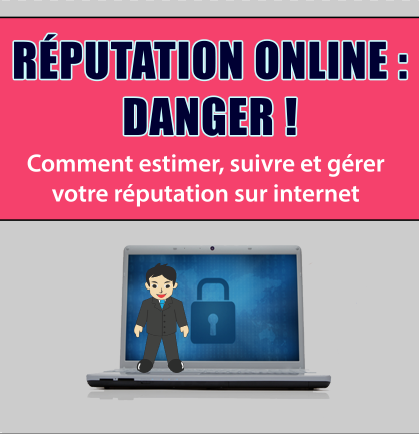 RÉPUTATION ONLINE :
DANGER !
Comment estimer, suivre et gérer
votre réputation sur internet